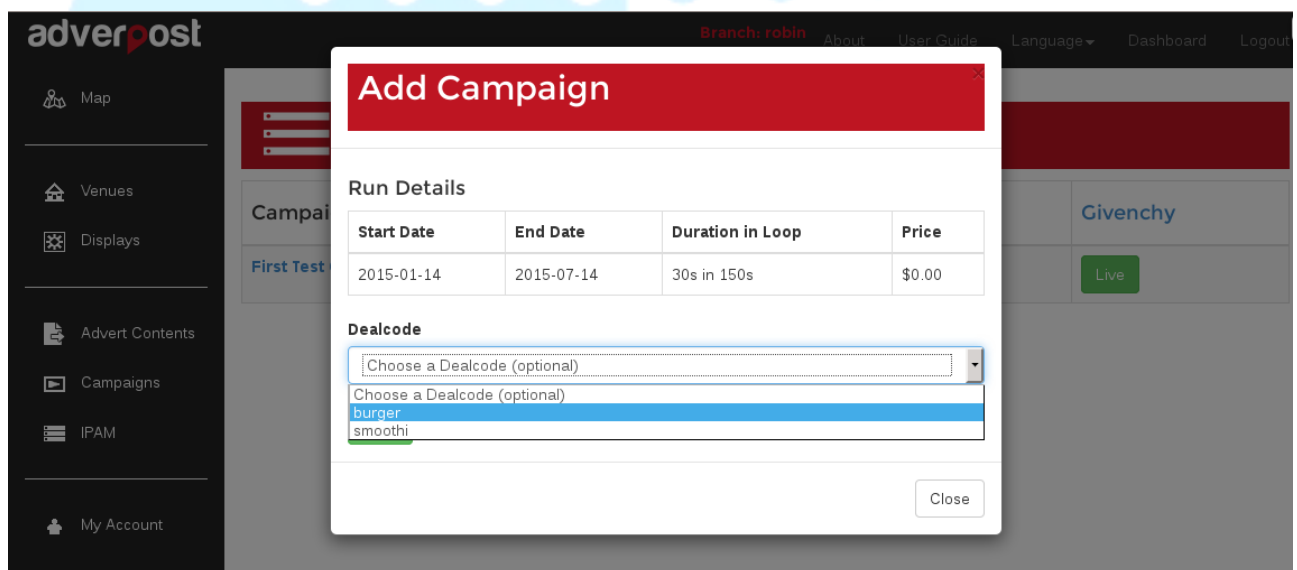 adverpost
Branch: robin
About
User Guide
Language
Dashboard
Logout
Map
Venues
Displays
Advert Contents
Campaigns
IPAM
My Account
Add Campaign
×
Run Details
Start Date End Date Duration in Loop Price
2015-01-14 2015-07-14 30s in 150s $0.00
Dealcode
Choose a Dealcode (optional)
Choose a Dealcode (optional)
burger
smoothi
Close
Campai
Givenchy
First Test
Live